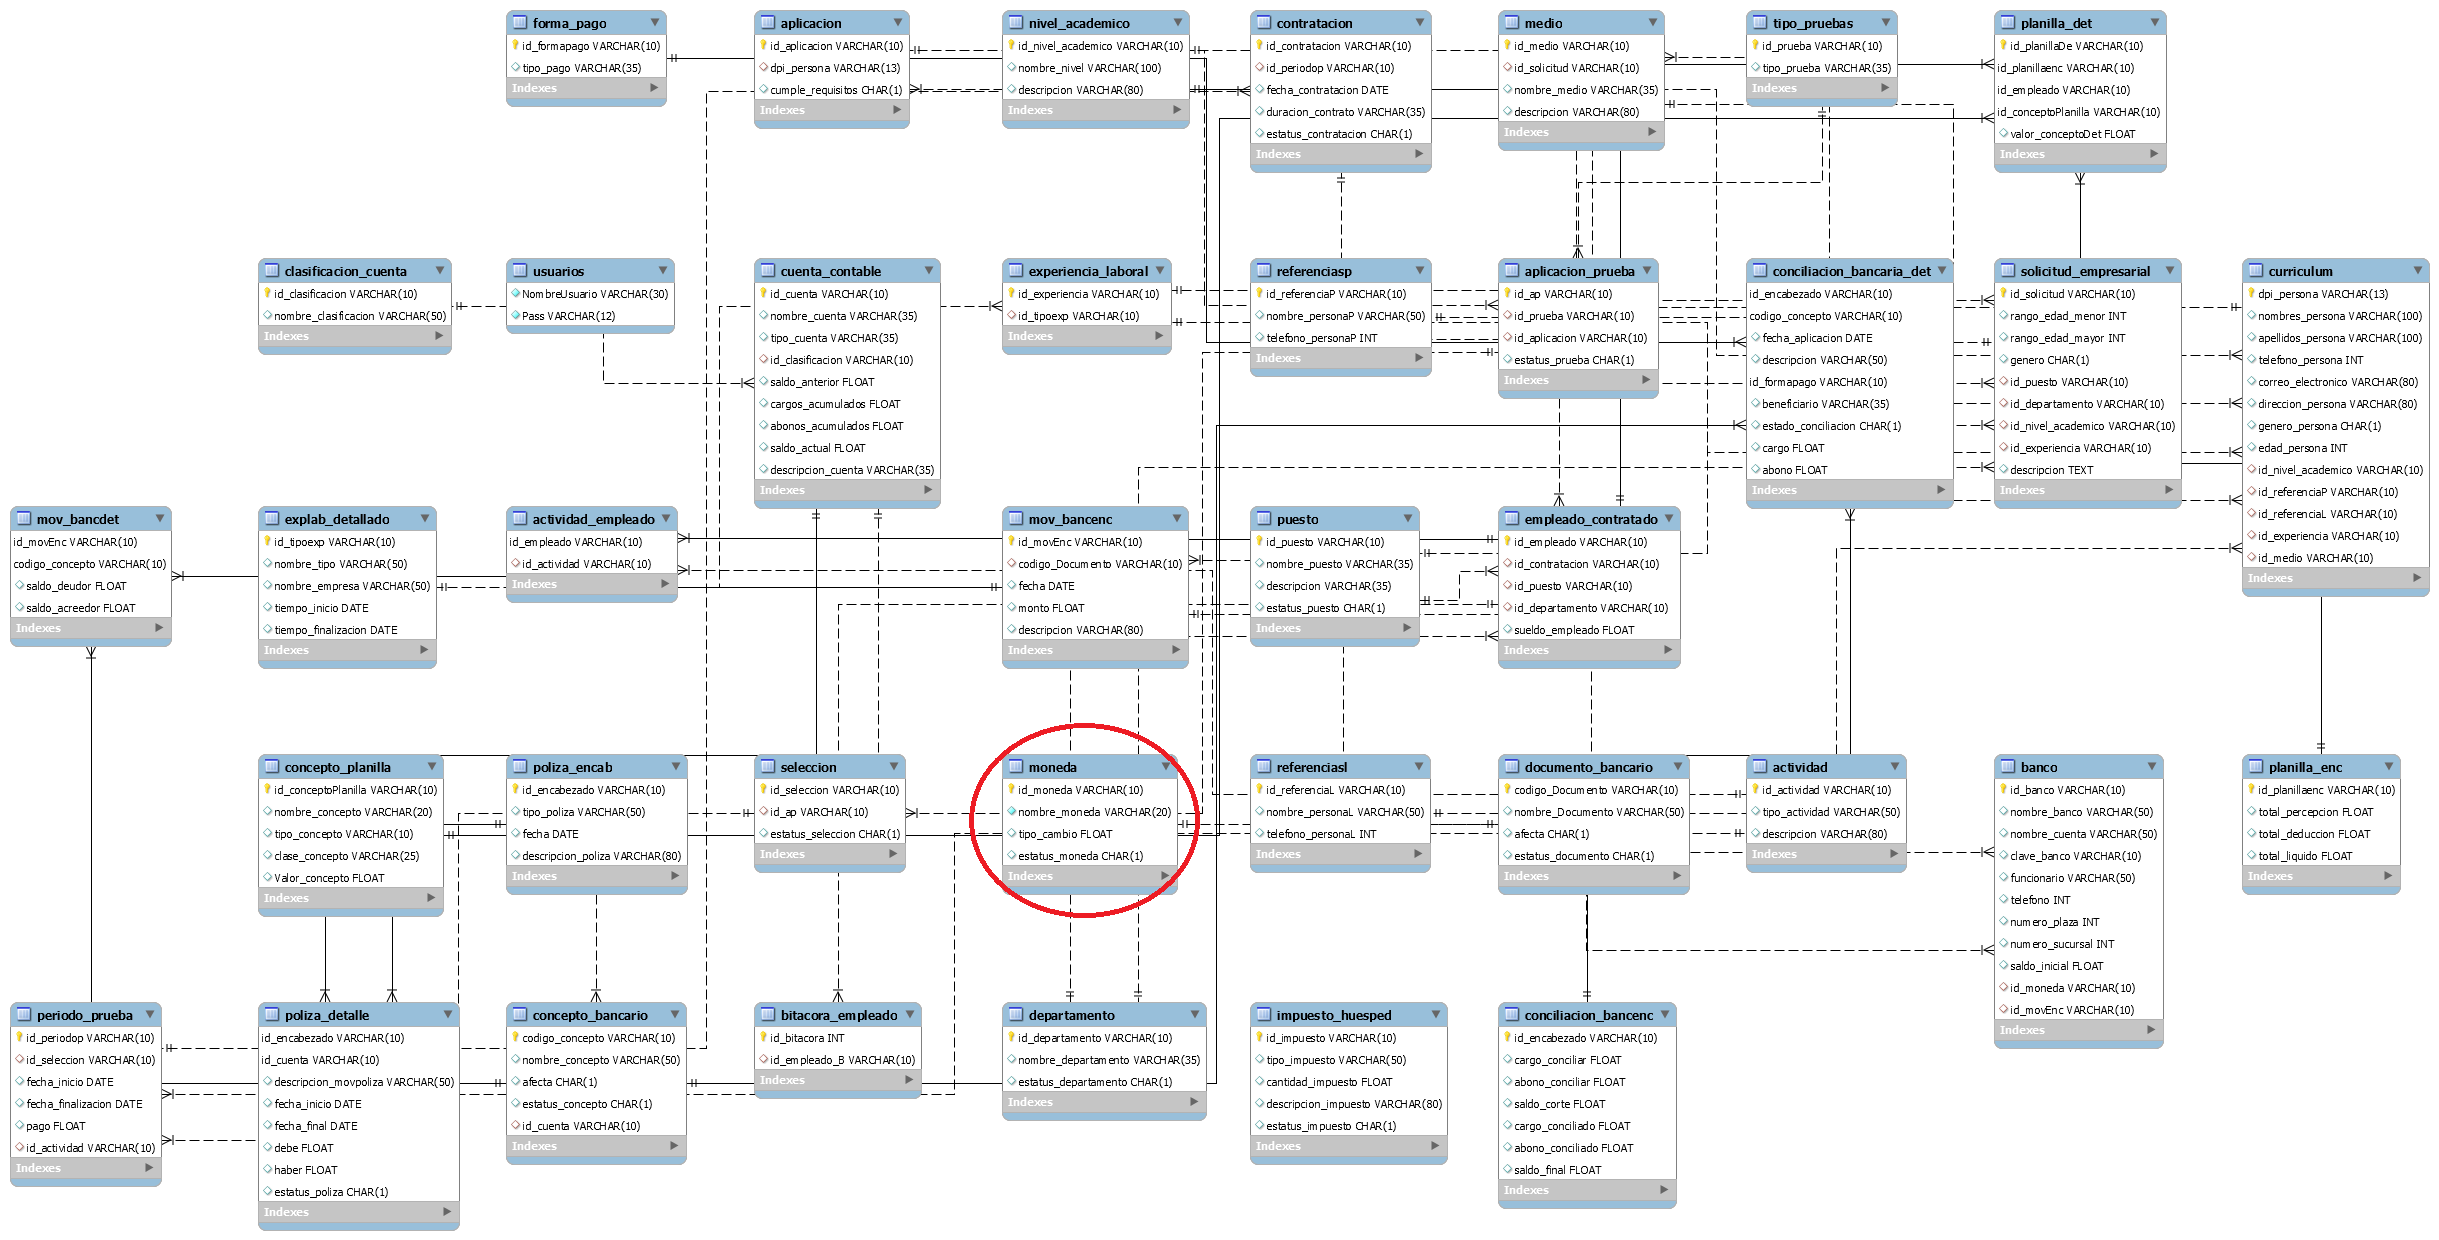 forma_pago
id_formapago VARCHAR(10)
tipo_pago VARCHAR(35)
Indexes
aplicacion
id_aplicacion VARCHAR(10)
dpi_persona VARCHAR(13)
cumple_requisitos CHAR(1)
Indexes
nivel_academico
id_nivel_academico VARCHAR(10)
nombre_nivel VARCHAR(100)
descripcion VARCHAR(80)
Indexes
contratacion
id_contratacion VARCHAR(10)
id_periodop VARCHAR(10)
fecha_contratacion DATE
duracion_contrato VARCHAR(35)
estatus_contratacion CHAR(1)
Indexes
medio
id_medio VARCHAR(10)
id_solicitud VARCHAR(10)
nombre_medio VARCHAR(35)
descripcion VARCHAR(80)
Indexes
tipo_pruebas
id_prueba VARCHAR(10)
tipo_prueba VARCHAR(35)
Indexes
planilla_det
id_planillaDe VARCHAR(10)
id_planillaenc VARCHAR(10)
id_empleado VARCHAR(10)
id_conceptoPlanilla VARCHAR(10)
valor_conceptoDet FLOAT
Indexes
clasificacion_cuenta
id_clasificacion VARCHAR(10)
nombre_clasificacion VARCHAR(50)
Indexes
usuarios
NombreUsuario VARCHAR(30)
Pass VARCHAR(12)
Indexes
cuenta_contable
id_cuenta VARCHAR(10)
nombre_cuenta VARCHAR(35)
tipo_cuenta VARCHAR(35)
id_clasificacion VARCHAR(10)
saldo_anterior FLOAT
cargos_acumulados FLOAT
abonos_acumulados FLOAT
saldo_actual FLOAT
descripcion_cuenta VARCHAR(35)
Indexes
experiencia_laboral
id_experiencia VARCHAR(10)
id_tipoexp VARCHAR(10)
Indexes
referenciasp
id_referenciaP VARCHAR(10)
nombre_personaP VARCHAR(50)
telefono_personaP INT
Indexes
aplicacion_prueba
id_ap VARCHAR(10)
id_prueba VARCHAR(10)
id_aplicacion VARCHAR(10)
estatus_prueba CHAR(1)
Indexes
conciliacion_bancaria_det
id_encabezado VARCHAR(10)
codigo_concepto VARCHAR(10)
fecha_aplicacion DATE
descripcion VARCHAR(50)
id_formapago VARCHAR(10)
beneficiario VARCHAR(35)
estado_conciliacion CHAR(1)
cargo FLOAT
abono FLOAT
Indexes
solicitud_empresarial
id_solicitud VARCHAR(10)
rango_edad_menor INT
rango_edad_mayor INT
genero CHAR(1)
id_puesto VARCHAR(10)
id_departamento VARCHAR(10)
id_nivel_academico VARCHAR(10)
id_experiencia VARCHAR(10)
descripcion TEXT
Indexes
curriculum
dpi_persona VARCHAR(13)
nombres_persona VARCHAR(100)
apellidos_persona VARCHAR(100)
telefono_persona INT
correo_electronico VARCHAR(80)
direccion_persona VARCHAR(80)
genero_persona CHAR(1)
edad_persona INT
id_nivel_academico VARCHAR(10)
id_referenciaP VARCHAR(10)
id_referenciaL VARCHAR(10)
id_experiencia VARCHAR(10)
id_medio VARCHAR(10)
Indexes
mov_bancdet
id_movEnc VARCHAR(10)
codigo_concepto VARCHAR(10)
saldo_deudor FLOAT
saldo_acreedor FLOAT
Indexes
explab_detallado
id_tipoexp VARCHAR(10)
nombre_tipo VARCHAR(50)
nombre_empresa VARCHAR(50)
tiempo_inicio DATE
tiempo_finalizacion DATE
Indexes
actividad_empleado
id_empleado VARCHAR(10)
id_actividad VARCHAR(10)
Indexes
mov_bancenc
id_movEnc VARCHAR(10)
codigo_Documento VARCHAR(10)
fecha DATE
monto FLOAT
descripcion VARCHAR(80)
Indexes
puesto
id_puesto VARCHAR(10)
nombre_puesto VARCHAR(35)
descripcion VARCHAR(35)
estatus_puesto CHAR(1)
Indexes
empleado_contratado
id_empleado VARCHAR(10)
id_contratacion VARCHAR(10)
id_puesto VARCHAR(10)
id_departamento VARCHAR(10)
sueldo_empleado FLOAT
Indexes
concepto_planilla
id_conceptoPlanilla VARCHAR(10)
nombre_concepto VARCHAR(20)
tipo_concepto VARCHAR(10)
clase_concepto VARCHAR(25)
Valor_concepto FLOAT
Indexes
poliza_encab
id_encabezado VARCHAR(10)
tipo_poliza VARCHAR(50)
fecha DATE
descripcion_poliza VARCHAR(80)
Indexes
seleccion
id_seleccion VARCHAR(10)
id_ap VARCHAR(10)
estatus_seleccion CHAR(1)
Indexes
moneda
id_moneda VARCHAR(10)
nombre_moneda VARCHAR(20)
tipo_cambio FLOAT
estatus_moneda CHAR(1)
Indexes
referenciasl
id_referenciaL VARCHAR(10)
nombre_personaL VARCHAR(50)
telefono_personaL INT
Indexes
documento_bancario
codigo_Documento VARCHAR(10)
nombre_Documento VARCHAR(50)
afecta CHAR(1)
estatus_documento CHAR(1)
Indexes
actividad
id_actividad VARCHAR(10)
tipo_actividad VARCHAR(50)
descripcion VARCHAR(80)
Indexes
banco
id_banco VARCHAR(10)
nombre_banco VARCHAR(50)
nombre_cuenta VARCHAR(50)
clave_banco VARCHAR(10)
funcionario VARCHAR(50)
telefono INT
numero_plaza INT
numero_sucursal INT
saldo_inicial FLOAT
id_moneda VARCHAR(10)
id_movEnc VARCHAR(10)
Indexes
planilla_enc
id_planillaenc VARCHAR(10)
total_percepcion FLOAT
total_deduccion FLOAT
total_liquido FLOAT
Indexes
periodo_prueba
id_periodop VARCHAR(10)
id_seleccion VARCHAR(10)
fecha_inicio DATE
fecha_finalizacion DATE
pago FLOAT
id_actividad VARCHAR(10)
Indexes
poliza_detalle
id_encabezado VARCHAR(10)
id_cuenta VARCHAR(10)
descripcion_movpoliza VARCHAR(50)
fecha_inicio DATE
fecha_final DATE
debe FLOAT
haber FLOAT
estatus_poliza CHAR(1)
Indexes
concepto_bancario
codigo_concepto VARCHAR(10)
nombre_concepto VARCHAR(50)
afecta CHAR(1)
estatus_concepto CHAR(1)
id_cuenta VARCHAR(10)
Indexes
bitacora_empleado
id_bitacora INT
id_empleado_B VARCHAR(10)
Indexes
departamento
id_departamento VARCHAR(10)
nombre_departamento VARCHAR(35)
estatus_departamento CHAR(1)
Indexes
impuesto_huesped
id_impuesto VARCHAR(10)
tipo_impuesto VARCHAR(50)
cantidad_impuesto FLOAT
descripcion_impuesto VARCHAR(80)
estatus_impuesto CHAR(1)
Indexes
conciliacion_bancenc
id_encabezado VARCHAR(10)
cargo_conciliar FLOAT
abono_conciliar FLOAT
saldo_corte FLOAT
cargo_conciliado FLOAT
abono_conciliado FLOAT
saldo_final FLOAT
Indexes